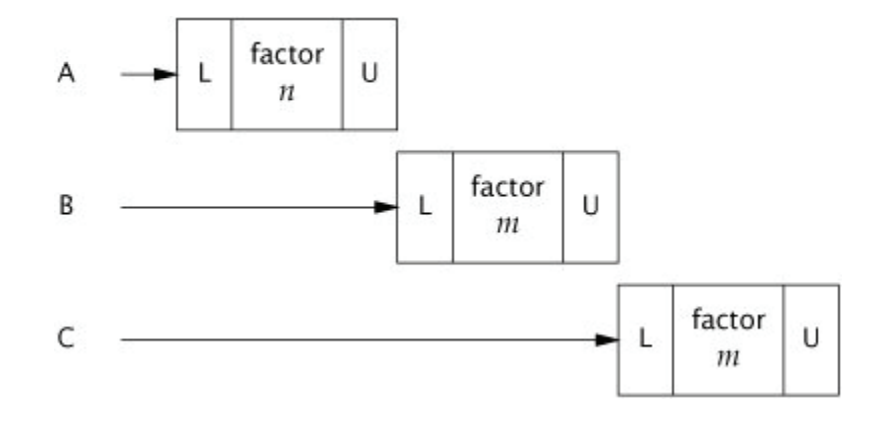 A L factor U
n
B L factor U
m
C L factor U
m